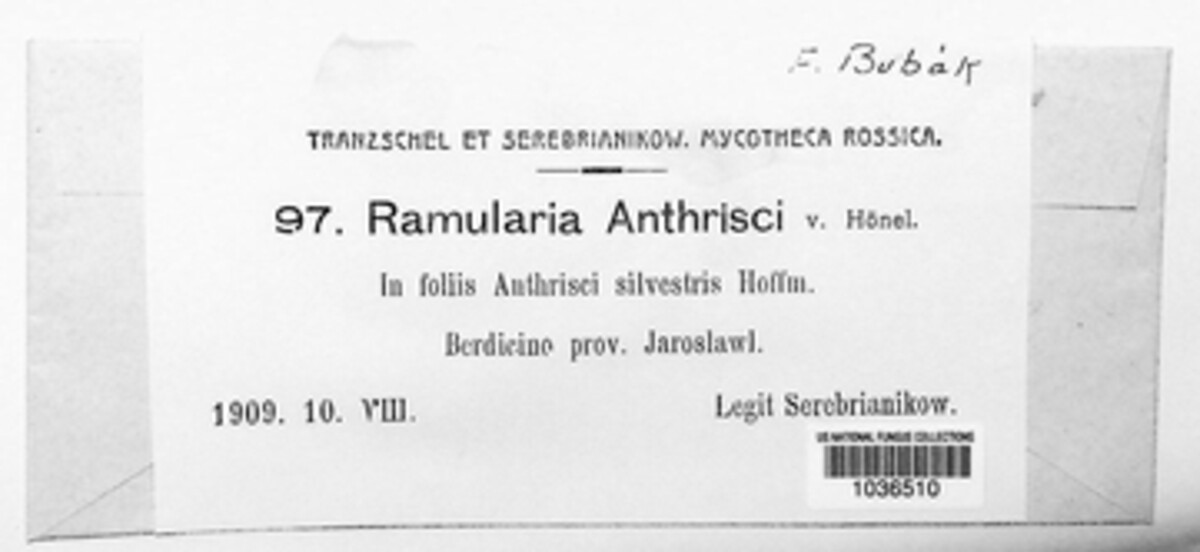 F. Bubák
TRANZSCHEL ET SEREBRIANIKOW. MYCOTHECA ROSSICA.
97. Ramularia Anthrisci v. Hönel.
In foliis Anthrisci silvestris Hoffm.
Berdicino prov. Jaroslawl.
1909. 10. VIII.
Legit Serebrianikow.
US NATIONAL FUNGUS COLLECTIONS
1036510